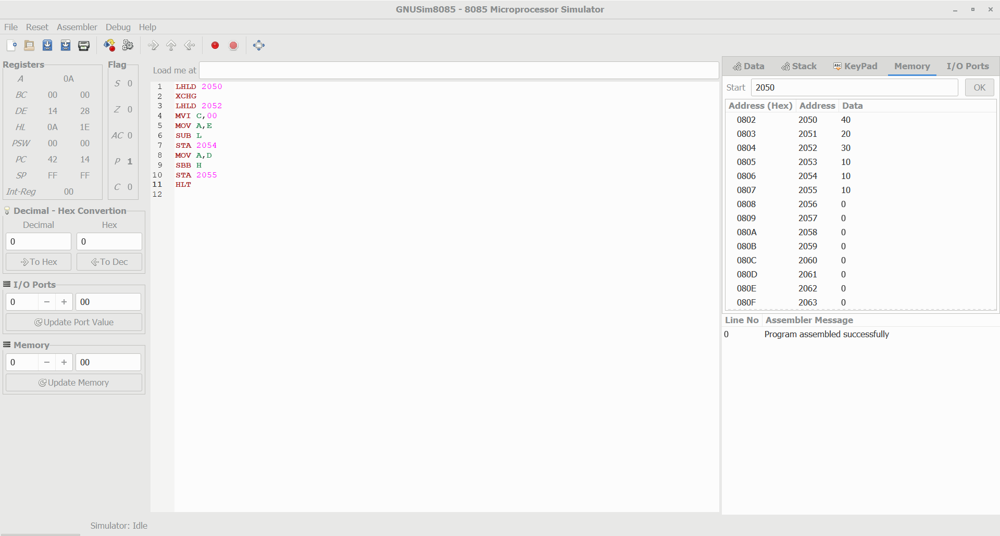 GNUSim8085 - 8085 Microprocessor Simulator
File Reset Assembler Debug Help
Registers
A 0A
BC 00 00
DE 14 28
HL 0A 1E
PSW 00 00
PC 42 14
SP FF FF
Int-Reg 00
Flag
S 0
Z 0
AC 0
P 1
C 0
Decimal - Hex Convertion
Decimal Hex
0 0
To Hex To Dec
I/O Ports
0 − + 00
Update Port Value
Memory
0 − + 00
Update Memory
Load me at
1 LHLD 2050
2 XCHG
3 LHLD 2052
4 MVI C,00
5 MOV A,E
6 SUB L
7 STA 2054
8 MOV A,D
9 SBB H
10 STA 2055
11 HLT
12
Data Stack Abc KeyPad Memory I/O Ports
Start 2050 OK
Address (Hex) Address Data
0802 2050 40
0803 2051 20
0804 2052 30
0805 2053 10
0806 2054 10
0807 2055 10
0808 2056 0
0809 2057 0
080A 2058 0
080B 2059 0
080C 2060 0
080D 2061 0
080E 2062 0
080F 2063 0
Line No Assembler Message
0 Program assembled successfully
Simulator: Idle